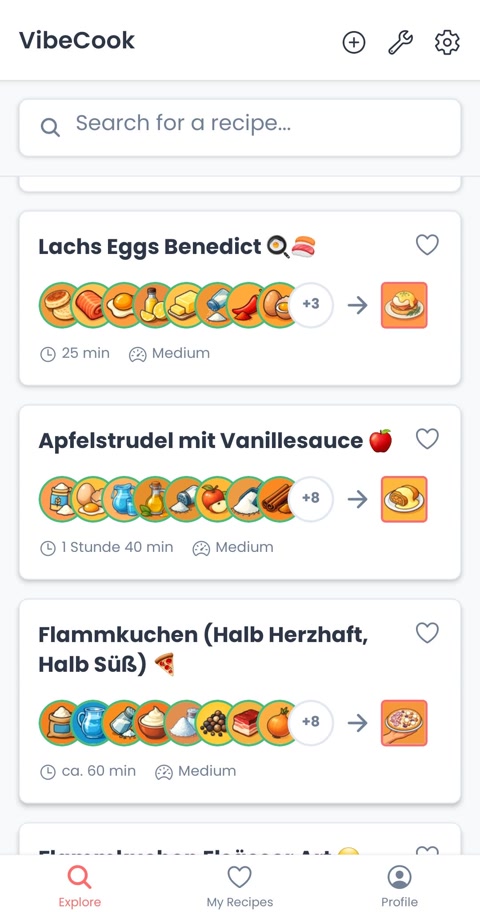 VibeCook
Search for a recipe...
Lachs Eggs Benedict 🍳🍣
+3
25 min Medium
Apfelstrudel mit Vanillesauce 🍎
+8
1 Stunde 40 min Medium
Flammkuchen (Halb Herzhaft,
Halb Süß) 🍕
+8
ca. 60 min Medium
Explore My Recipes Profile